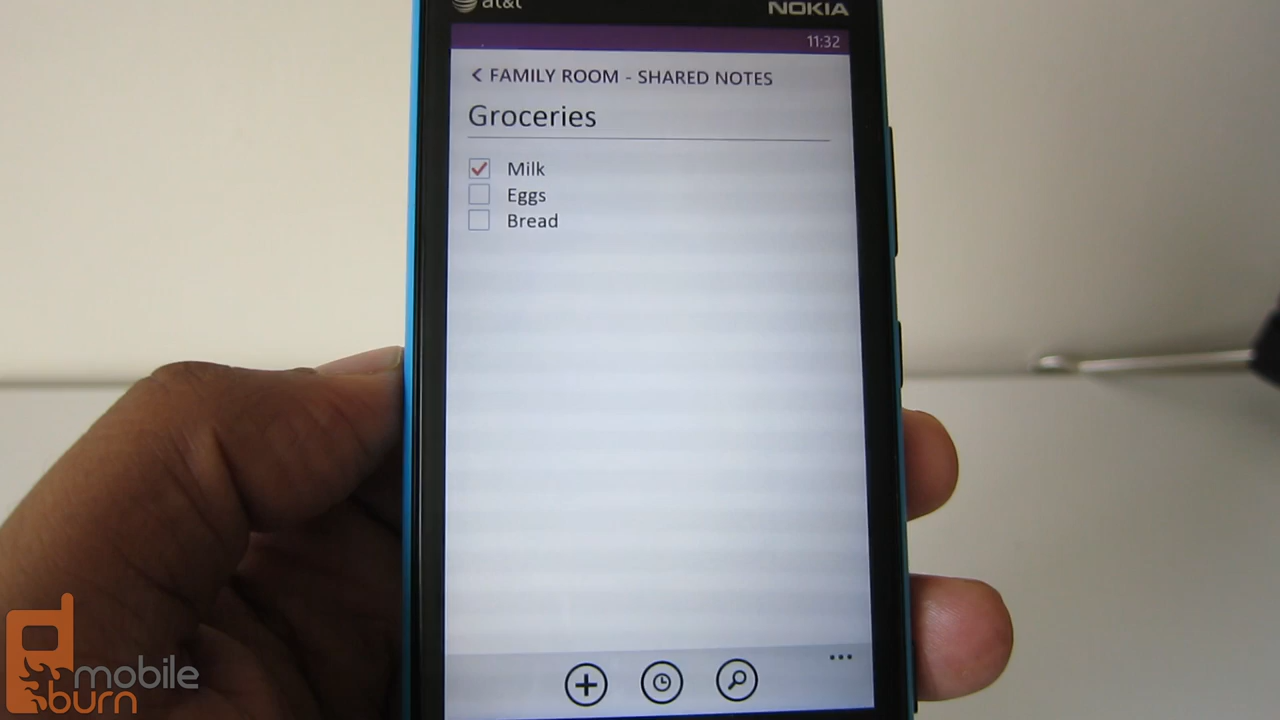 at&t
NOKIA
11:32
< FAMILY ROOM - SHARED NOTES
Groceries
Milk
Eggs
Bread
mobile
burn